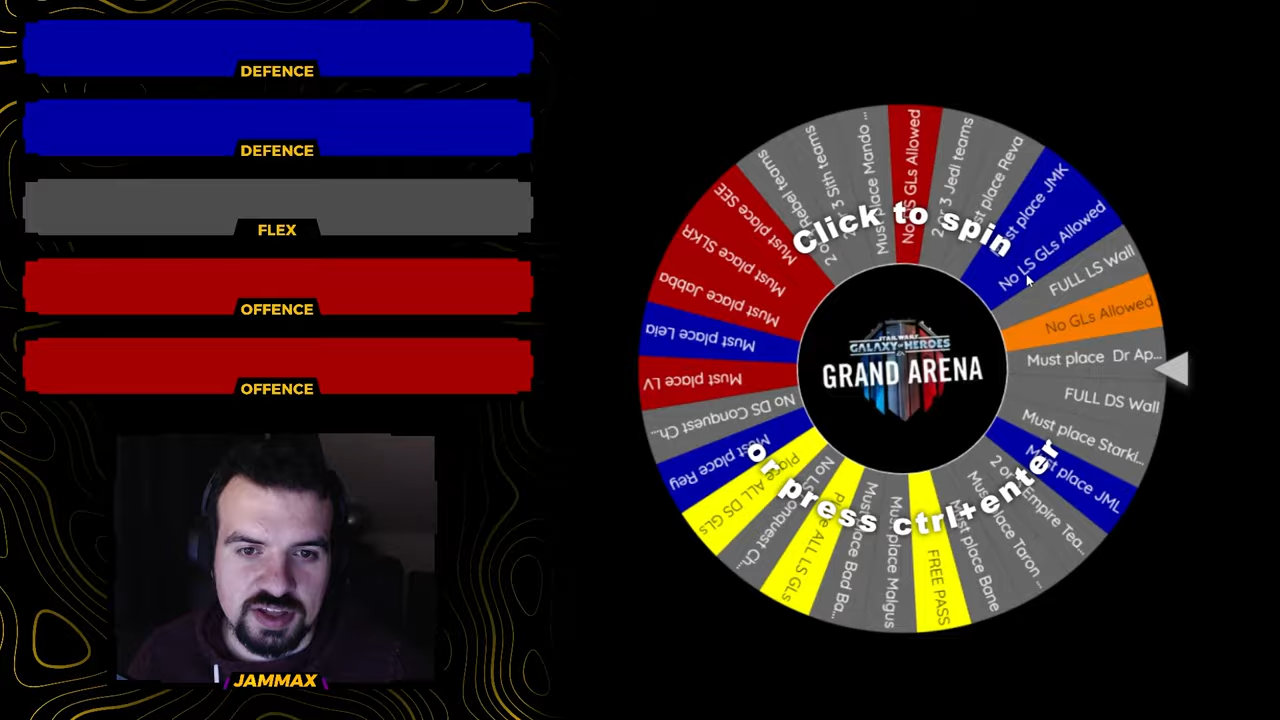 DEFENCE
DEFENCE
FLEX
OFFENCE
OFFENCE
JAMMAX
Click to spin
or press ctrl+enter
STAR WARS
GALAXY OF HEROES
GRAND ARENA
No GLs Allowed
Must place Dr Ap...
FULL DS Wall
Must place Starki...
Must place JML
2 or Empire Tea...
Must place Taron ...
Must place Bane
FREE PASS
Must place Malgus
Must place Bad Ba...
Place ALL LS GLs
No LS Conquest Ch...
Place ALL DS GLs
Must place Rey
No DS Conquest Ch...
Must place LV
Must place Leia
Must place Jabba
Must place SLKR
Must place SEE
2 or Rebel teams
3 Sith teams
Must place Mando ...
No S GLs Allowed
2 or 3 Jedi teams
Must place Reva
Must place JMK
No LS GLs Allowed
FULL LS Wall